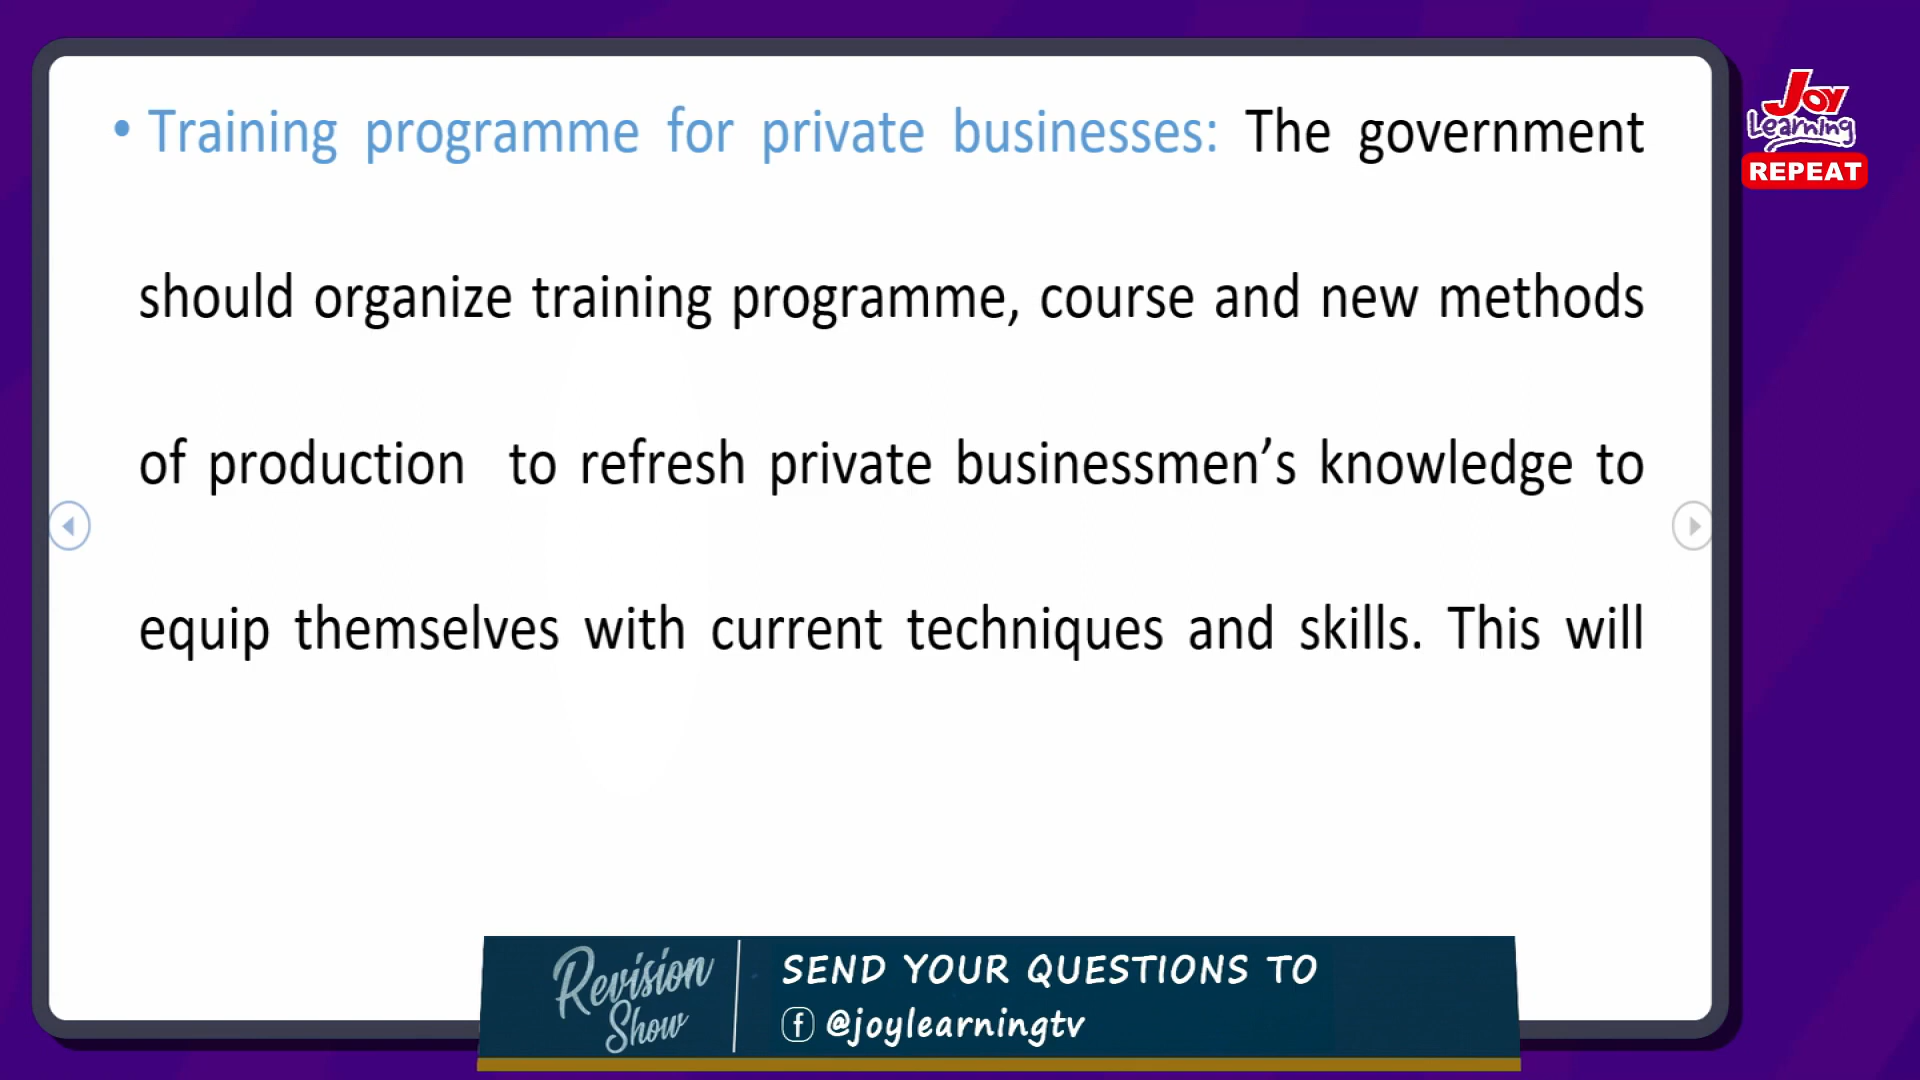 • Training programme for private businesses: The government
should organize training programme, course and new methods
of production to refresh private businessmen’s knowledge to
equip themselves with current techniques and skills. This will
Joy
Learning
REPEAT
Revision
Show
SEND YOUR QUESTIONS TO
@joylearningtv